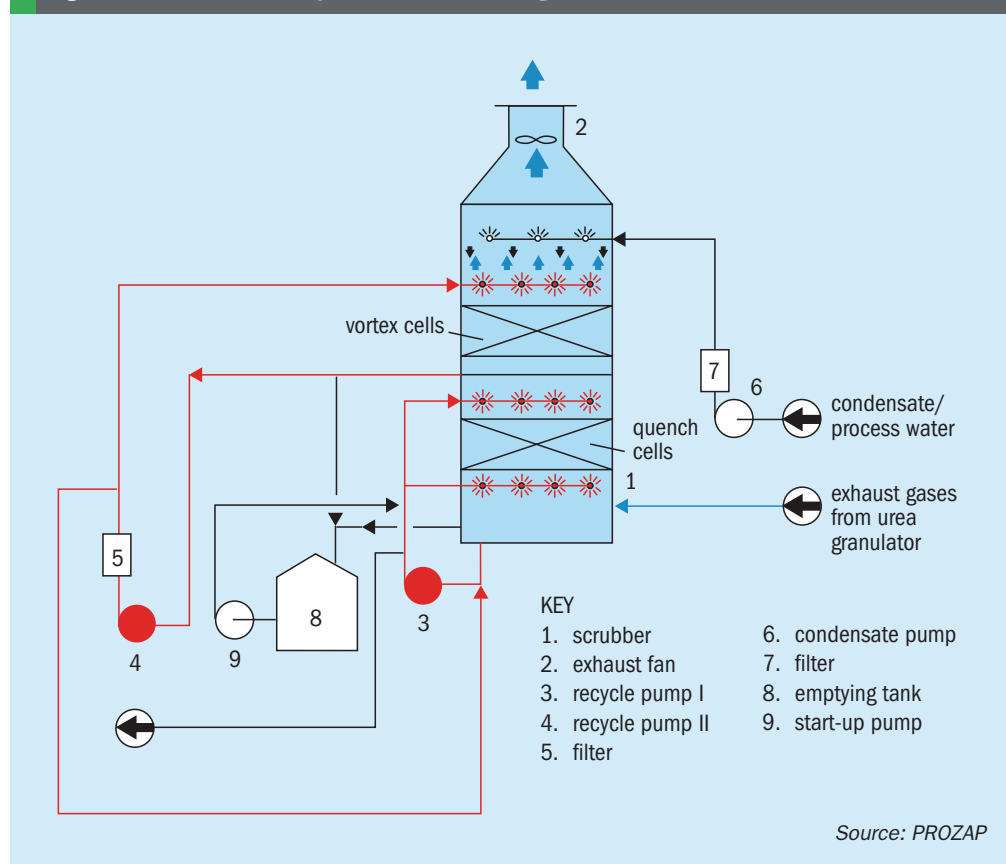 2
vortex cells
7
6
condensate/
process water
quench
cells
1
exhaust gases
from urea
granulator
5
8
3
4
9
KEY
1. scrubber
2. exhaust fan
3. recycle pump I
4. recycle pump II
5. filter
6. condensate pump
7. filter
8. emptying tank
9. start-up pump
Source: PROZAP